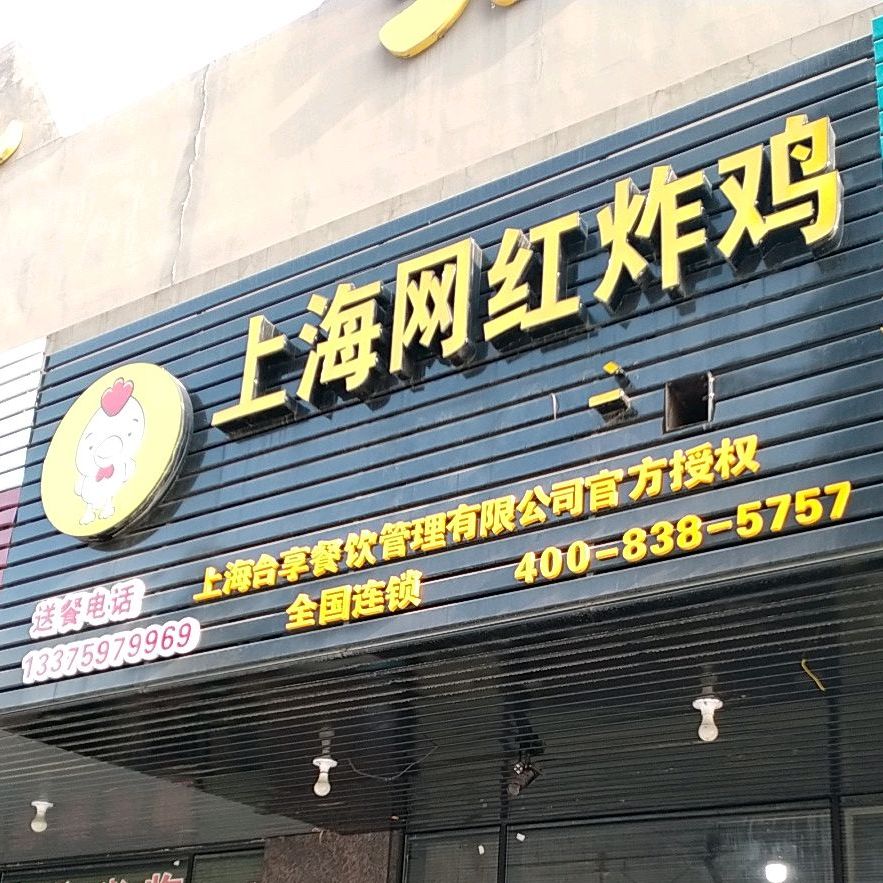 上海网红炸鸡
上海台享餐饮管理有限公司官方授权
全国连锁 400-838-5757
送餐电话
13375979969